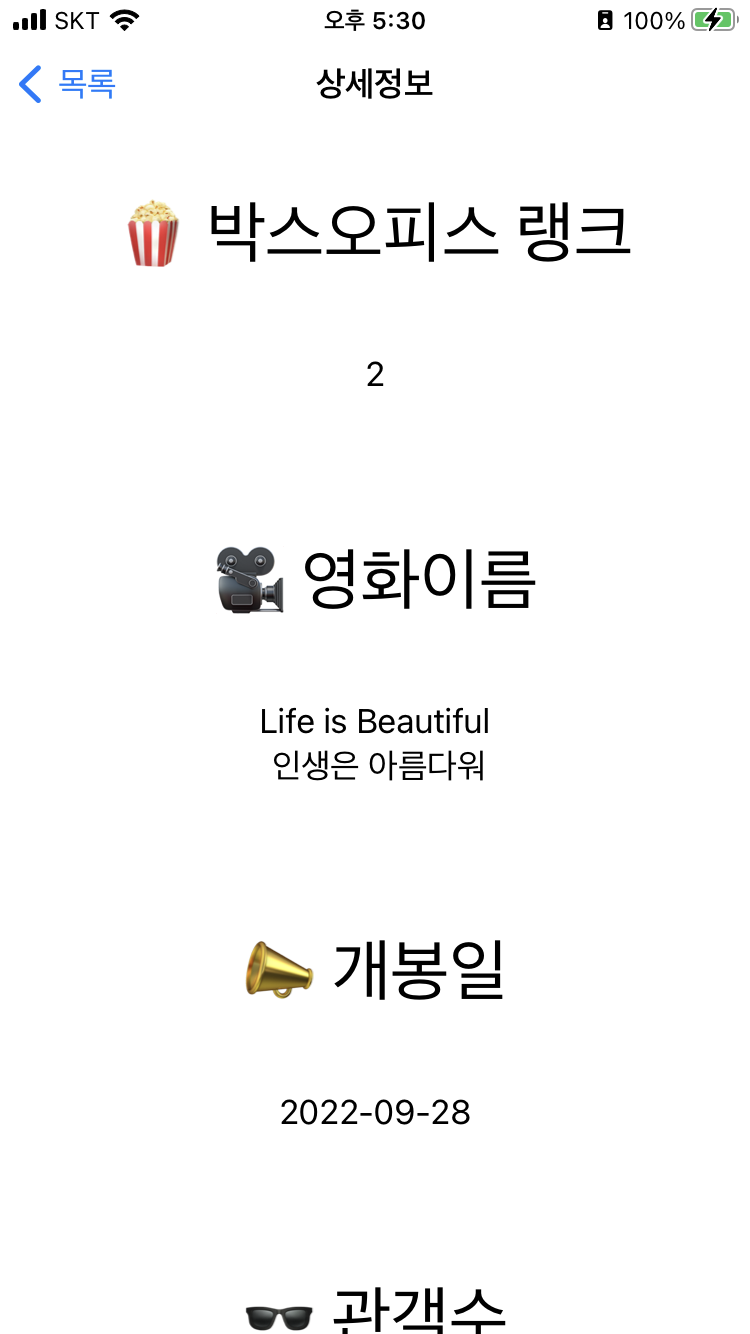 SKT 오후 5:30 100%
목록 상세정보
🍿 박스오피스 랭크
2
🎥 영화이름
Life is Beautiful
인생은 아름다워
📣 개봉일
2022-09-28
🕶 관객수